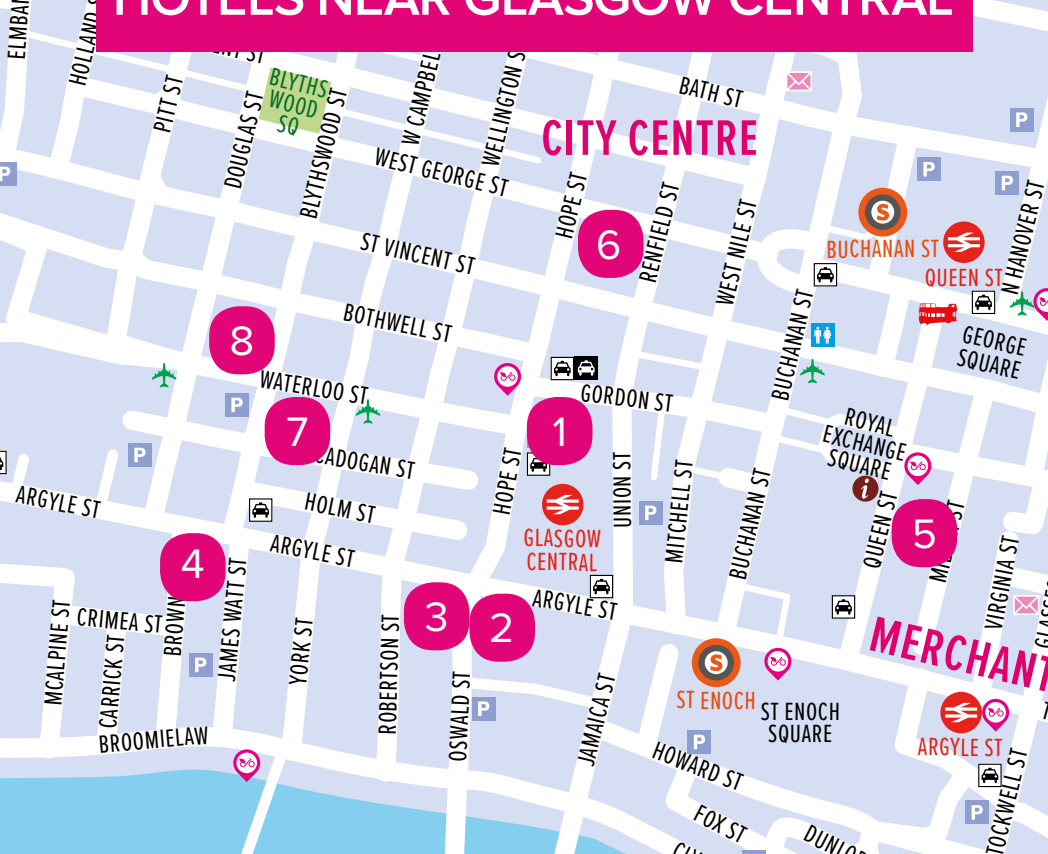 HOTELS NEAR GLASGOW CENTRAL
HOLLAND S
PITT ST
DOUGLAS ST
BLYTHS
WOOD
SQ
BLYTHSWOOD ST
W CAMPBEL
WELLINGTON S
BATH ST
CITY CENTRE
WEST GEORGE ST
HOPE ST
6
RENFIELD ST
WEST NILE ST
P
P
P
P
S
BUCHANAN ST
QUEEN ST
N HANOVER ST
ST VINCENT ST
BUCHANAN ST
GEORGE
SQUARE
BOTHWELL ST
8
WATERLOO ST
P
7
CADOGAN ST
GORDON ST
1
ROYAL
EXCHANGE
SQUARE
i
P
ARGYLE ST
HOLM ST
HOPE ST
GLASGOW
CENTRAL
UNION ST
P
MITCHELL ST
BUCHANAN ST
QUEEN ST
5
VIRGINIA ST
ARGYLE ST
4
3
2
ARGYLE ST
MCALPINE ST
CRIMEA ST
CARRICK ST
BROWN
JAMES WATT ST
P
YORK ST
ROBERTSON ST
OSWALD ST
P
JAMAICA ST
S
ST ENOCH
ST ENOCH
SQUARE
MERCHANT
ARGYLE ST
BROOMIELAW
P
HOWARD ST
FOX ST
P
TOCKWELL ST